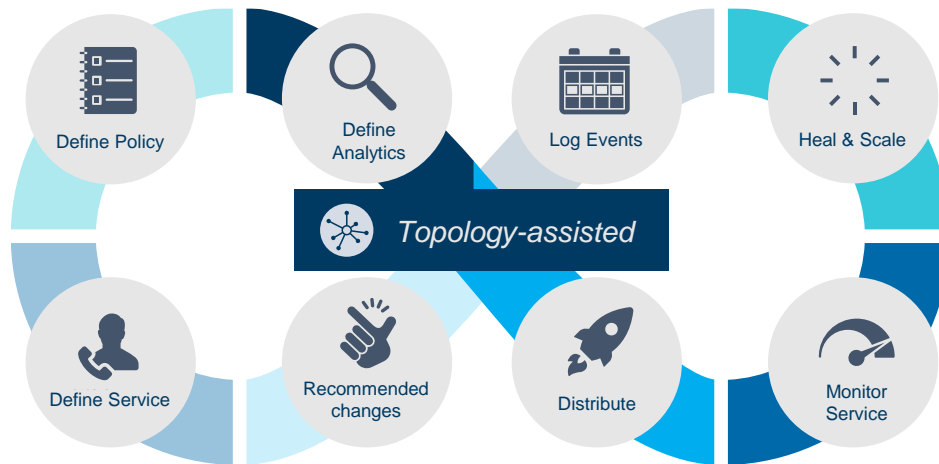 Define Policy
Define
Analytics
Log Events
Heal & Scale
Topology-assisted
Define Service
Recommended
changes
Distribute
Monitor
Service